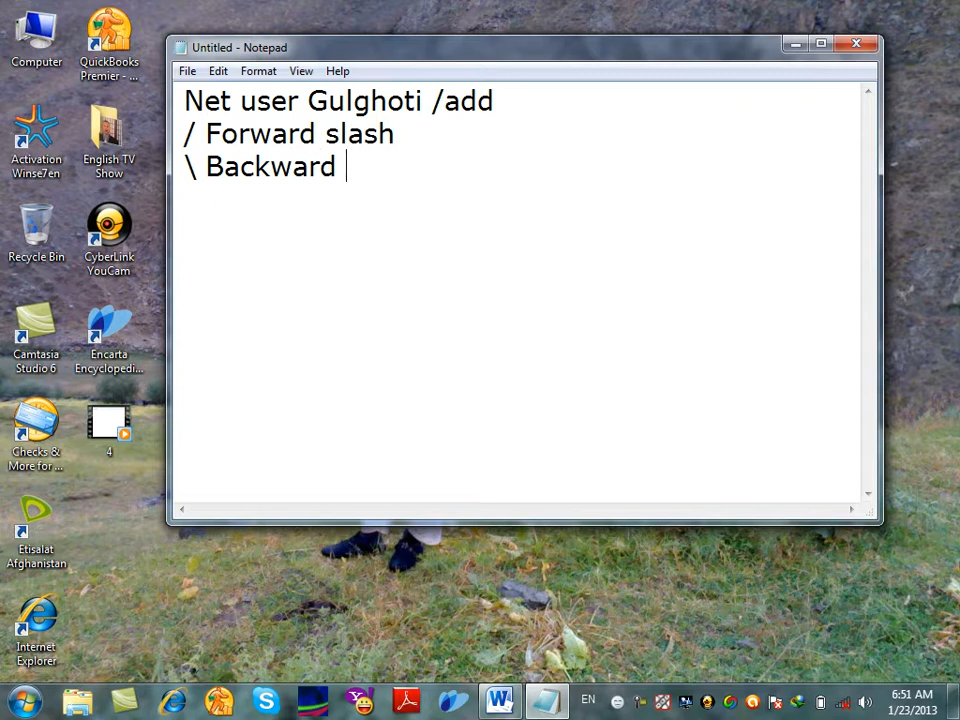 Computer
QuickBooks
Premier - ...
Activation
Winse7en
English TV
Show
Recycle Bin
CyberLink
YouCam
Camtasia
Studio 6
Encarta
Encyclopedi...
Checks &
More for ...
4
Etisalat
Afghanistan
Internet
Explorer
Untitled - Notepad
File Edit Format View Help
Net user Gulghoti /add
/ Forward slash
\ Backward
EN
6:51 AM
1/23/2013